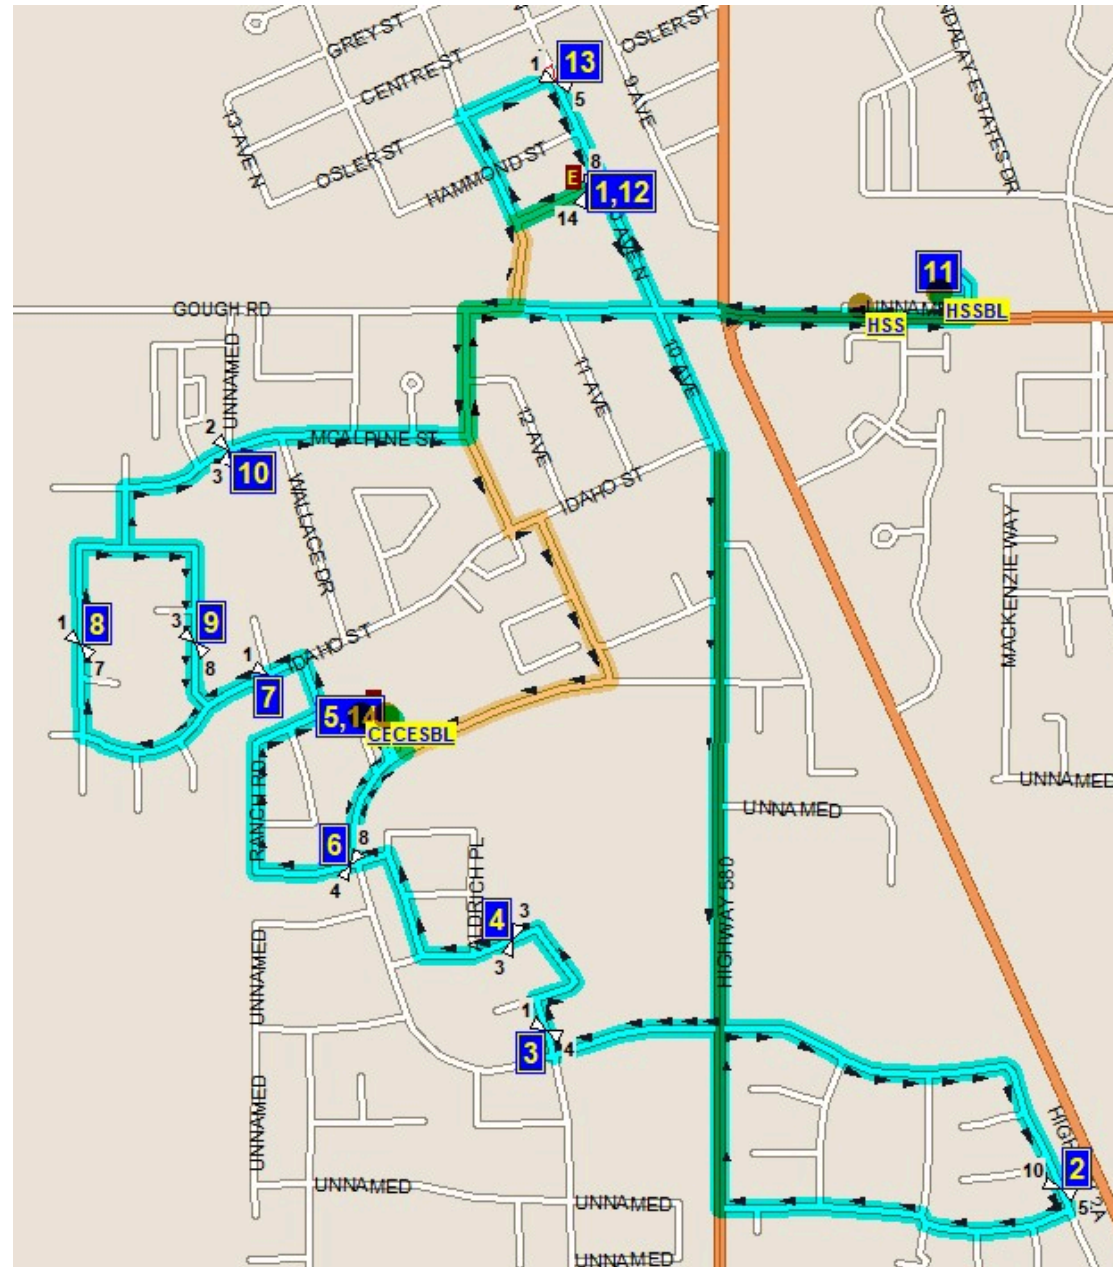 GREY ST
OSLER ST
CENTRE ST
1
13
5
9 AVE
13 AVE N
OSLER ST
HAMMOND ST
8
E
1,12
14
AVE N
11
UNNAM
HSSBL
HSS
GOUGH RD
UNNAMED
10 AVE
11 AVE
12 AVE
2
MCALPINE ST
3
10
WALLACE DR
IDAHO ST
MACKENZIE WAY
1
8
7
3
9
8
1
IDAHO ST
7
5,14
CECESBL
RANCH RD
UNNAMED
UNNAMED
6
8
4
ALDRICH PL
4
3
3
HIGHWAY 580
UNNAMED
1
3
4
UNNAMED
UNNAMED
UNNAMED
UNNAMED
10
2
5
2A